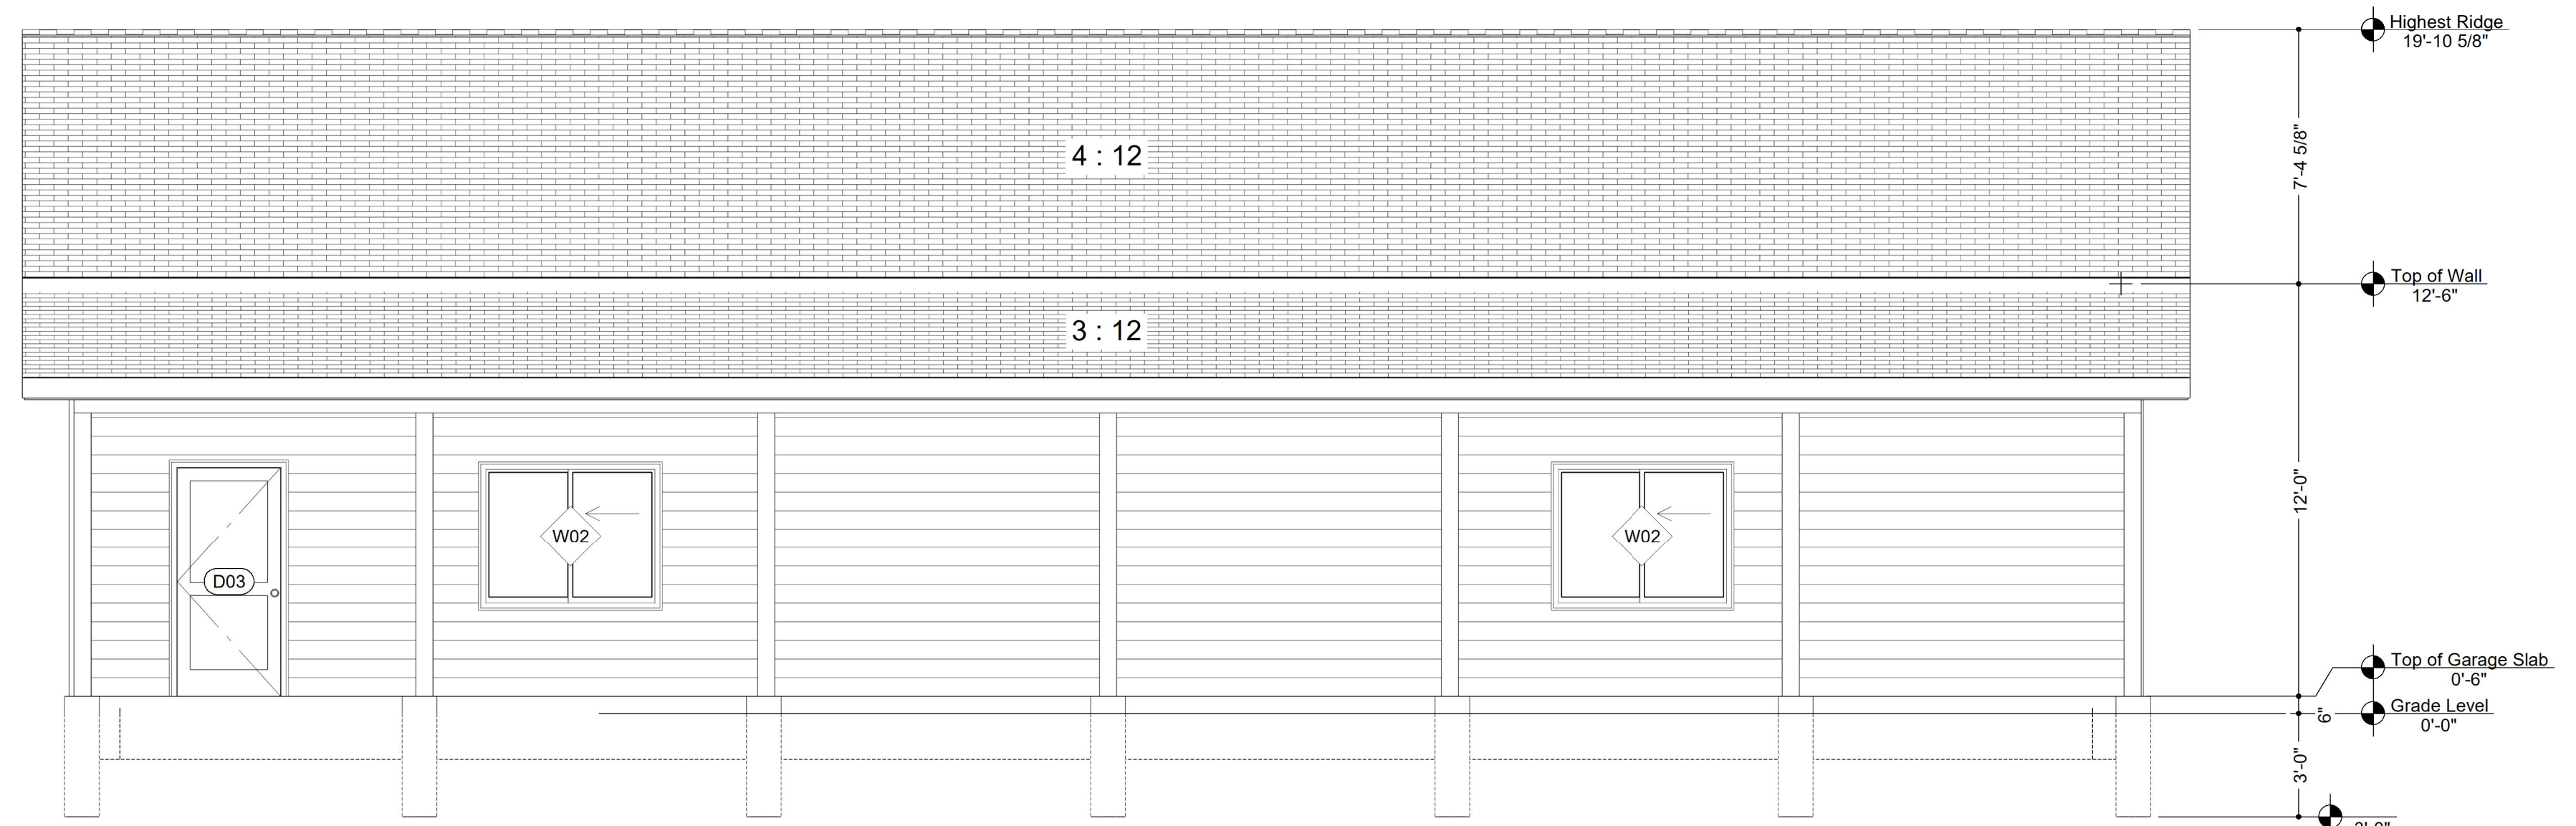 Highest Ridge
19'-10 5/8"
7'-4 5/8"
4 : 12
Top of Wall
12'-6"
3 : 12
12'-0"
W02
W02
D03
Top of Garage Slab
0'-6"
6"
Grade Level
0'-0"
3'-0"